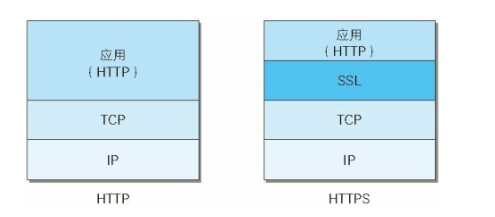 应用
( HTTP )
TCP
IP
HTTP
应用
( HTTP )
SSL
TCP
IP
HTTPS